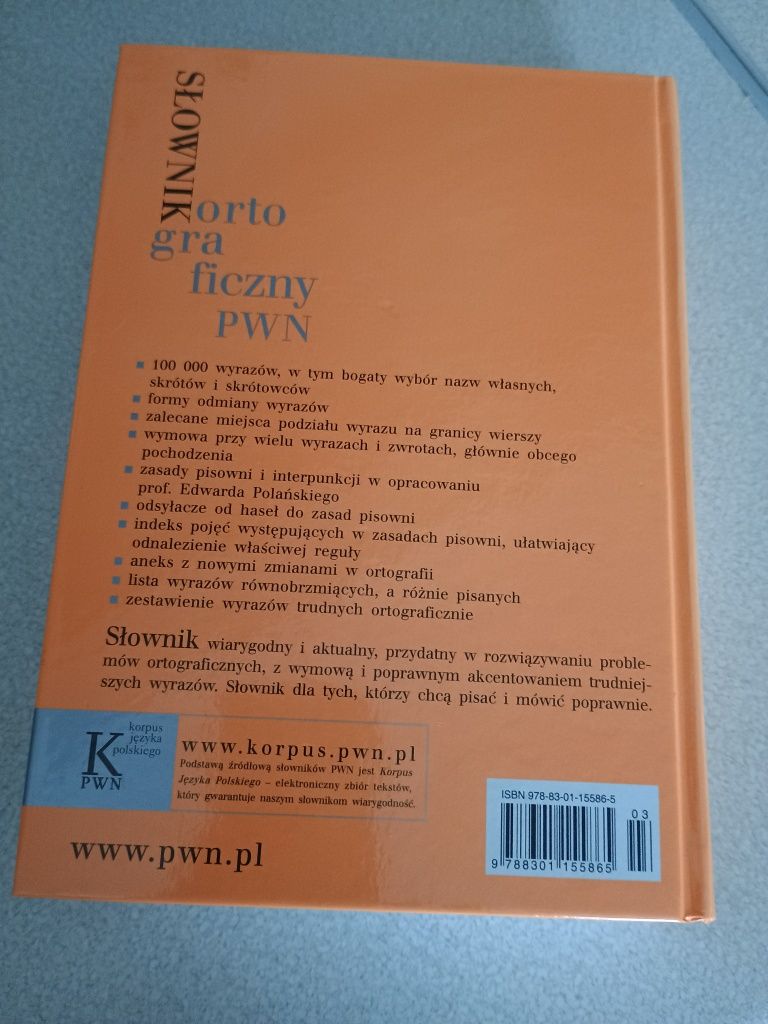 SŁOWNIK
orto
gra
ficzny
PWN
100 000 wyrazów, w tym bogaty wybór nazw własnych,
skrótów i skrótowców
formy odmiany wyrazów
zalecane miejsca podziału wyrazu na granicy wierszy
wymowa przy wielu wyrazach i zwrotach, głównie obcego
pochodzenia
zasady pisowni i interpunkcji w opracowaniu
prof. Edwarda Polańskiego
odsyłacze od haseł do zasad pisowni
indeks pojęć występujących w zasadach pisowni, ułatwiający
odnalezienie właściwej reguły
aneks z nowymi zmianami w ortografii
lista wyrazów równobrzmiących, a różnie pisanych
zestawienie wyrazów trudnych ortograficznie
Słownik wiarygodny i aktualny, przydatny w rozwiązywaniu proble-
mów ortograficznych, z wymową i poprawnym akcentowaniem trudniej-
szych wyrazów. Słownik dla tych, którzy chcą pisać i mówić poprawnie.
korpus
języka
polskiego
K
PWN
www.korpus.pwn.pl
Podstawą źródłową słowników PWN jest Korpus
Języka Polskiego – elektroniczny zbiór tekstów,
który gwarantuje naszym słownikom wiarygodność.
www.pwn.pl
ISBN 978-83-01-15586-5
03
9 788301 155865